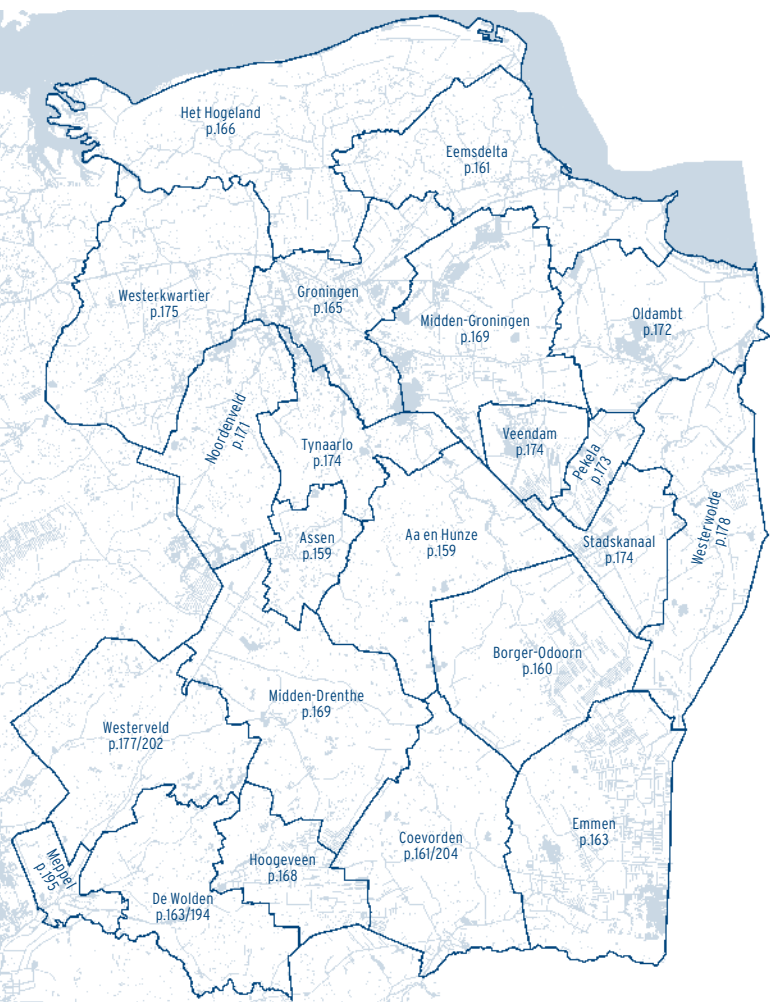 Het Hogeland
p.166
Eemsdelta
p.161
Westerkwartier
p.175
Groningen
p.165
Midden-Groningen
p.169
Oldambt
p.172
Noordenveld
p.171
Tynaarlo
p.174
Veendam
p.174
Pekela
p.173
Westerwolde
p.178
Assen
p.159
Aa en Hunze
p.159
Stadskanaal
p.174
Borger-Odoorn
p.160
Midden-Drenthe
p.169
Westerveld
p.177/202
Emmen
p.163
Coevorden
p.161/204
Hoogeveen
p.168
Meppel
p.195
De Wolden
p.163/194